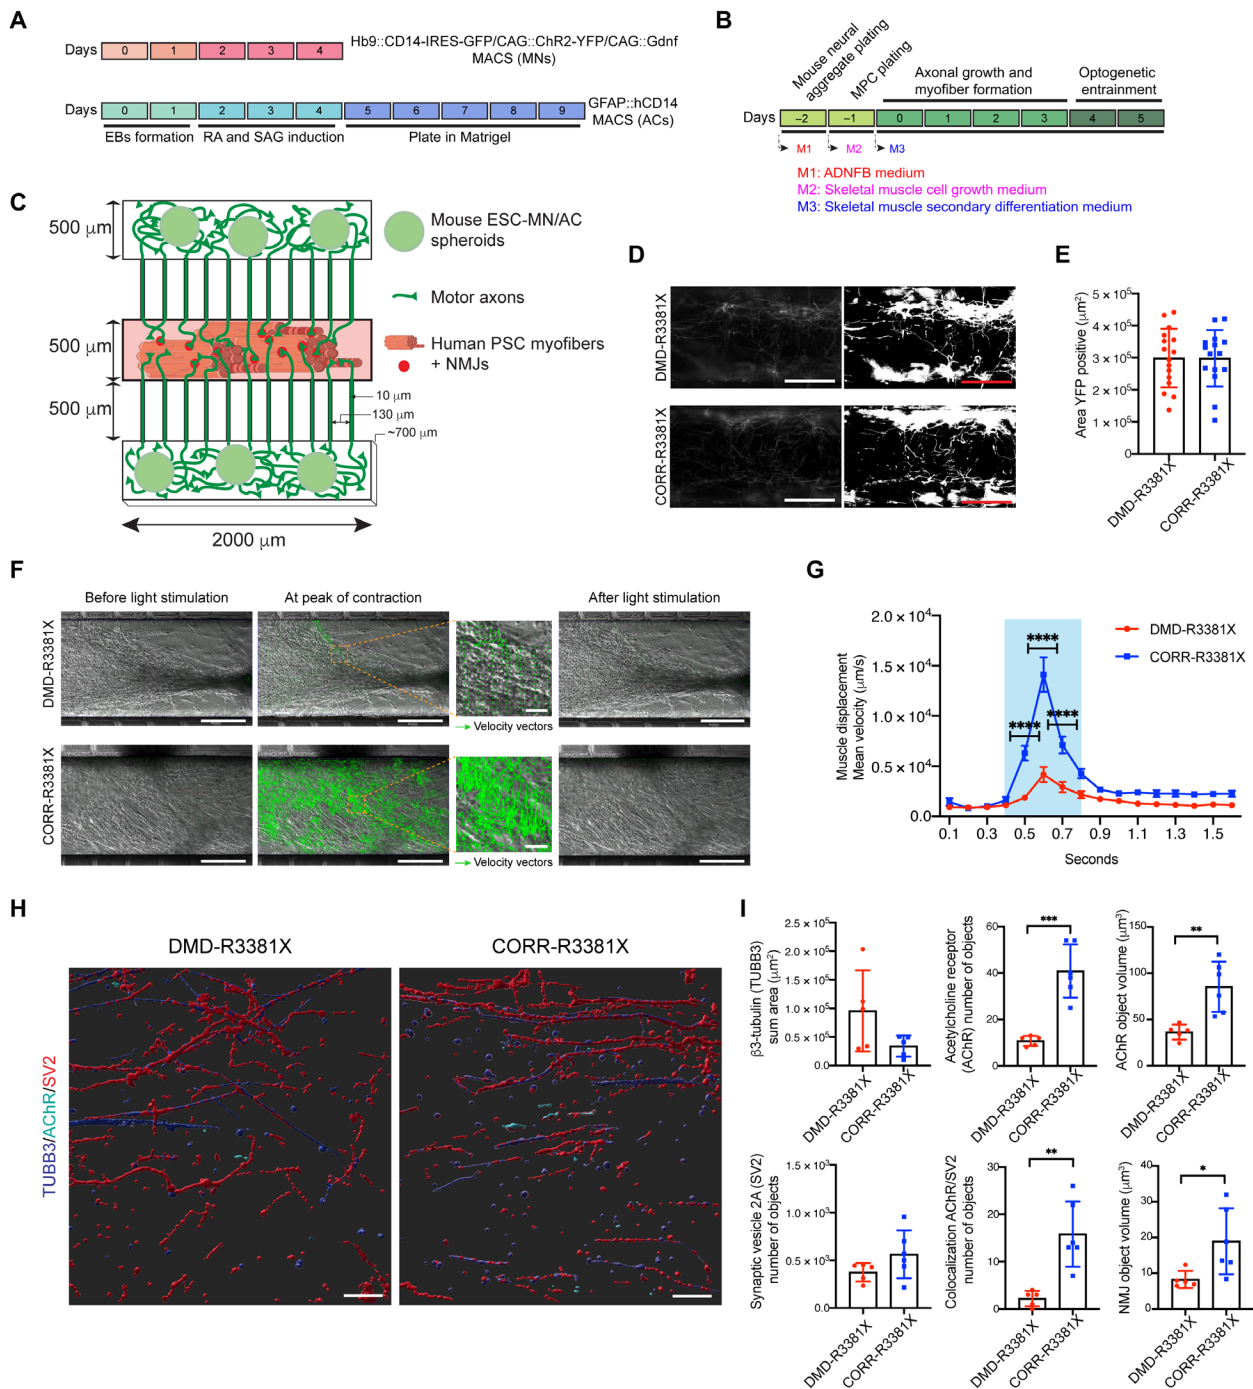 A
Days 0 1 2 3 4
Hb9::CD14-IRES-GFP/CAG::ChR2-YFP/CAG::Gdnf
MACS (MNs)
Days 0 1 2 3 4 5 6 7 8 9
GFAP::hCD14
MACS (ACs)
EBs formation RA and SAG induction Plate in Matrigel
B
Mouse neural
aggregate plating
MPC plating
Axonal growth and
myofiber formation
Optogenetic
entrainment
Days –2 –1 0 1 2 3 4 5
M1 M2 M3
M1: ADNFB medium
M2: Skeletal muscle cell growth medium
M3: Skeletal muscle secondary differentiation medium
C
500 μm
500 μm
500 μm
10 μm
130 μm
~700 μm
2000 μm
Mouse ESC-MN/AC
spheroids
Motor axons
Human PSC myofibers
+ NMJs
D
DMD-R3381X
CORR-R3381X
E
Area YFP positive (μm²)
5 × 10⁵
4 × 10⁵
3 × 10⁵
2 × 10⁵
1 × 10⁵
0
DMD-R3381X
CORR-R3381X
F
Before light stimulation At peak of contraction After light stimulation
DMD-R3381X
Velocity vectors
CORR-R3381X
Velocity vectors
G
Muscle displacement
Mean velocity (μm/s)
2.0 × 10⁴
1.5 × 10⁴
1.0 × 10⁴
0.5 × 10⁴
0.0
****
****
****
0.1 0.3 0.5 0.7 0.9 1.1 1.3 1.5
Seconds
DMD-R3381X
CORR-R3381X
H
DMD-R3381X CORR-R3381X
TUBB3/AChR/SV2
I
β3-tubulin (TUBB3)
sum area (μm²)
2.5 × 10⁵
2.0 × 10⁵
1.5 × 10⁵
1.0 × 10⁵
0.5 × 10⁵
0.0
DMD-R3381X
CORR-R3381X
Acetylcholine receptor
(AChR) number of objects
60
40
20
0
***
DMD-R3381X
CORR-R3381X
AChR object volume (μm³)
150
100
50
0
**
DMD-R3381X
CORR-R3381X
Synaptic vesicle 2A (SV2)
number of objects
1.5 × 10³
1.0 × 10³
0.5 × 10³
0.0
DMD-R3381X
CORR-R3381X
Colocalization AChR/SV2
number of objects
30
20
10
0
**
DMD-R3381X
CORR-R3381X
NMJ object volume (μm³)
40
30
20
10
0
*
DMD-R3381X
CORR-R3381X